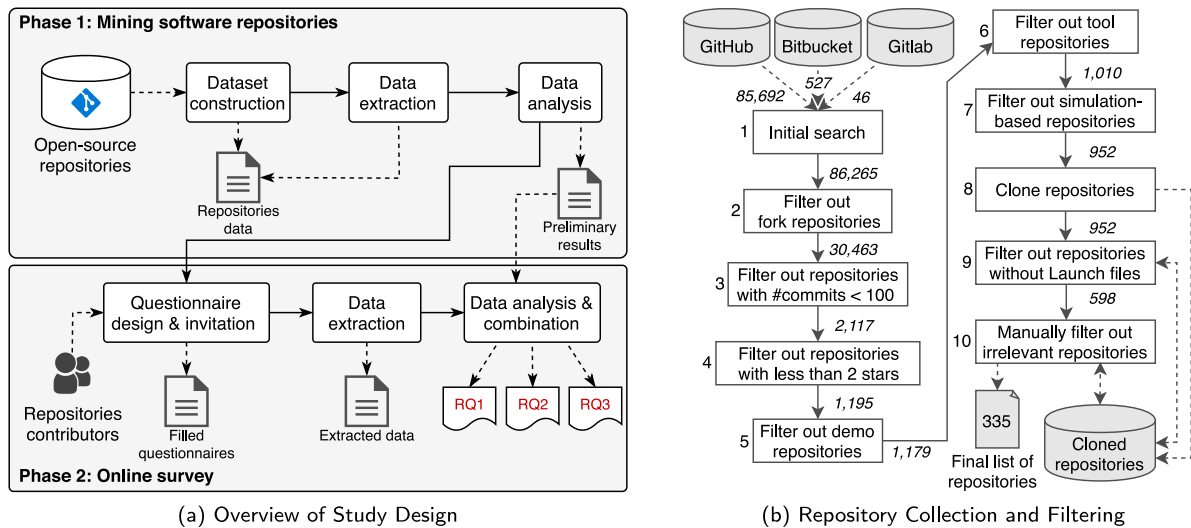 Phase 1: Mining software repositories
Open-source
repositories
Dataset
construction
Data
extraction
Data
analysis
Repositories
data
Preliminary
results
Questionnaire
design & invitation
Data
extraction
Data analysis &
combination
Repositories
contributors
Filled
questionnaires
Extracted data
RQ1
RQ2
RQ3
Phase 2: Online survey
(a) Overview of Study Design
GitHub
Bitbucket
Gitlab
85,692
527
46
1
Initial search
86,265
2
Filter out
fork repositories
30,463
3
Filter out repositories
with #commits < 100
2,117
4
Filter out repositories
with less than 2 stars
1,195
5
Filter out demo
repositories
1,179
6
Filter out tool
repositories
1,010
7
Filter out simulation-
based repositories
952
8
Clone repositories
952
9
Filter out repositories
without Launch files
598
10
Manually filter out
irrelevant repositories
335
Final list of
repositories
Cloned
repositories
(b) Repository Collection and Filtering